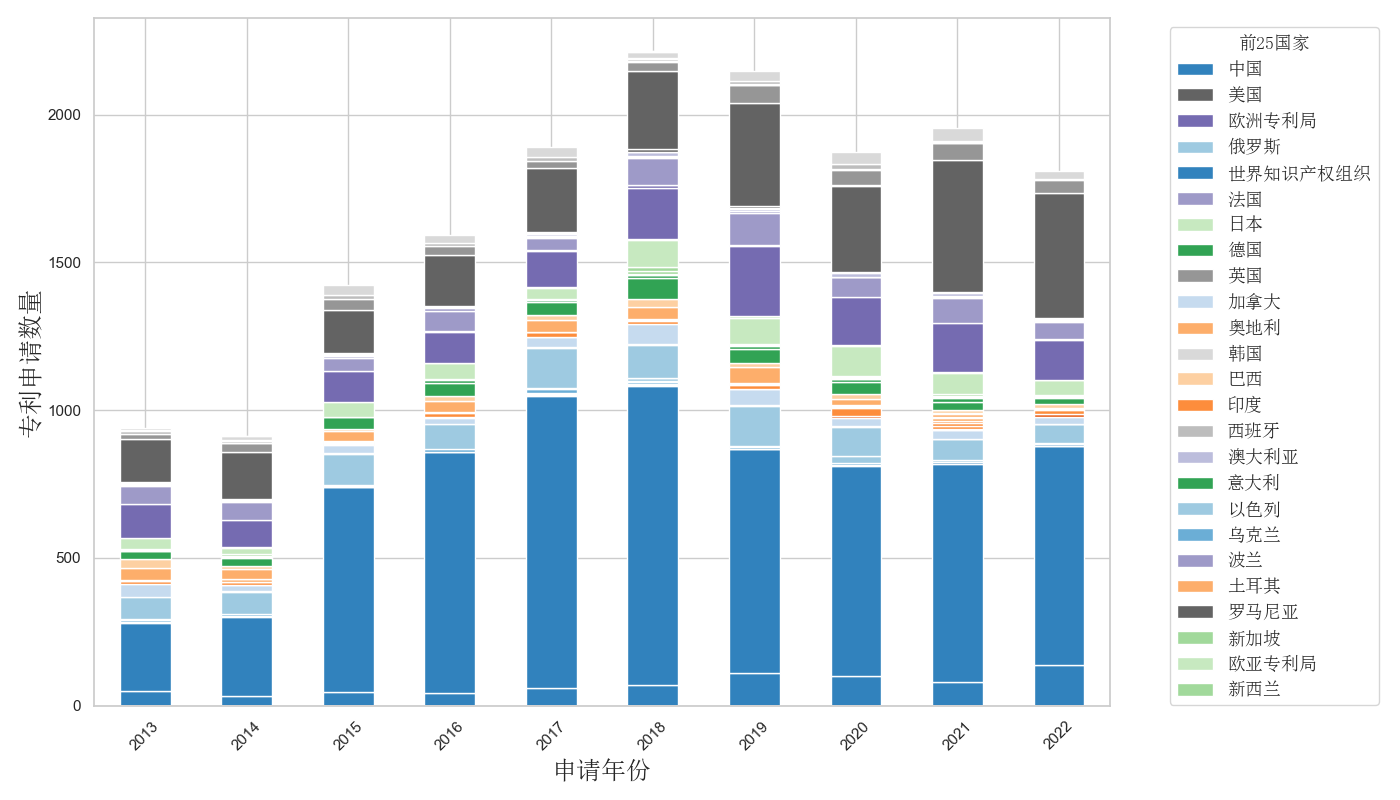 专利申请数量
2000
1500
1000
500
0
2013
2014
2015
2016
2017
2018
2019
2020
2021
2022
申请年份
前25国家
中国
美国
欧洲专利局
俄罗斯
世界知识产权组织
法国
日本
德国
英国
加拿大
奥地利
韩国
巴西
印度
西班牙
澳大利亚
意大利
以色列
乌克兰
波兰
土耳其
罗马尼亚
新加坡
欧亚专利局
新西兰